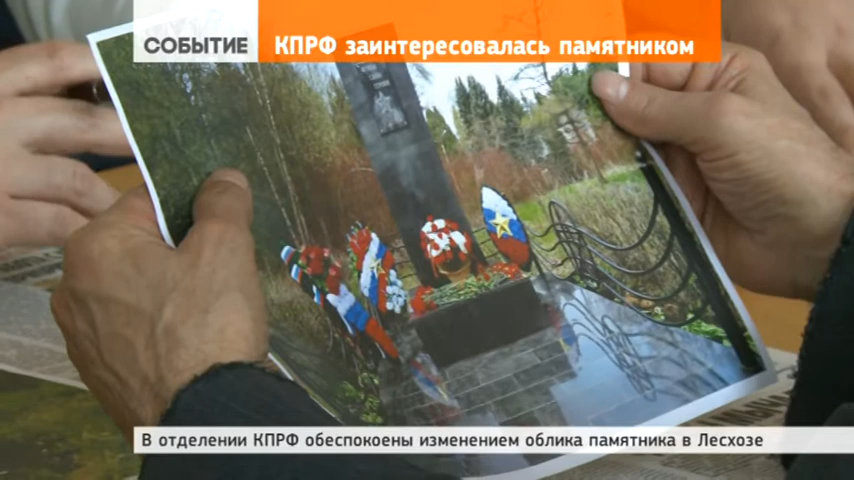 СОБЫТИЕ
КПРФ заинтересовалась памятником
В отделении КПРФ обеспокоены изменением облика памятника в Лесхозе